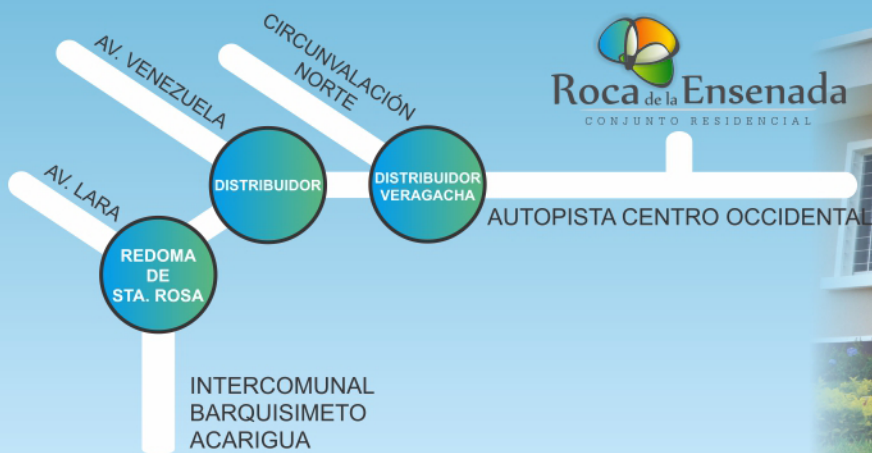 CIRCUNVALACIÓN
NORTE
AV. VENEZUELA
AV. LARA
Roca de la Ensenada
CONJUNTO RESIDENCIAL
DISTRIBUIDOR
DISTRIBUIDOR
VERAGACHA
AUTOPISTA CENTRO OCCIDENTAL
REDOMA
DE
STA. ROSA
INTERCOMUNAL
BARQUISIMETO
ACARIGUA